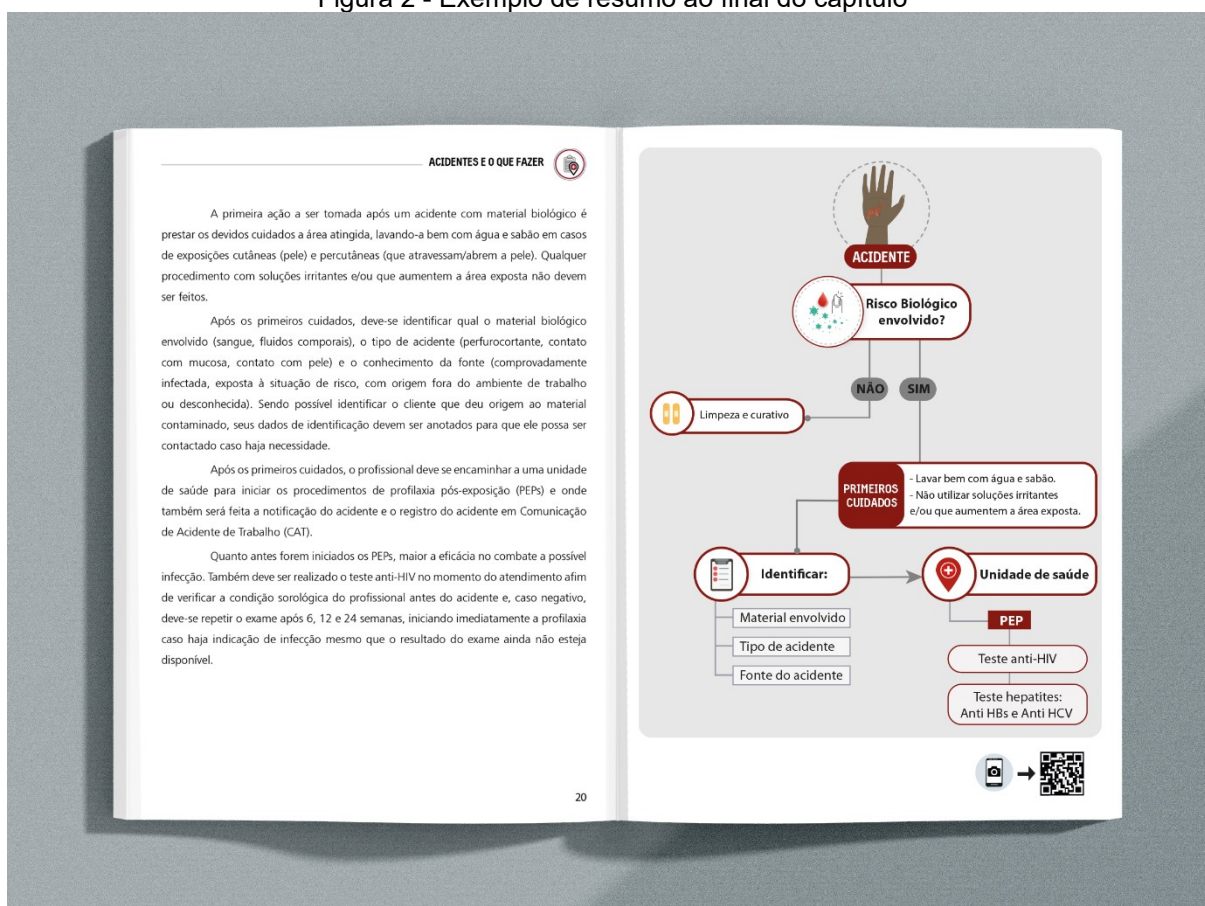 Figura 2 - Exemplo de resumo ao final do capítulo
ACIDENTES E O QUE FAZER
A primeira ação a ser tomada após um acidente com material biológico é
prestar os devidos cuidados a área atingida, lavando-a bem com água e sabão em casos
de exposições cutâneas (pele) e percutâneas (que atravessam/abrem a pele). Qualquer
procedimento com soluções irritantes e/ou que aumentem a área exposta não devem
ser feitos.
Após os primeiros cuidados, deve-se identificar qual o material biológico
envolvido (sangue, fluidos comporais), o tipo de acidente (perfurocortante, contato
com mucosa, contato com pele) e o conhecimento da fonte (comprovadamente
infectada, exposta à situação de risco, com origem fora do ambiente de trabalho
ou desconhecida). Sendo possível identificar o cliente que deu origem ao material
contaminado, seus dados de identificação devem ser anotados para que ele possa ser
contactado caso haja necessidade.
Após os primeiros cuidados, o profissional deve se encaminhar a uma unidade
de saúde para iniciar os procedimentos de profilaxia pós-exposição (PEPs) e onde
também será feita a notificação do acidente e o registro do acidente em Comunicação
de Acidente de Trabalho (CAT).
Quanto antes forem iniciados os PEPs, maior a eficácia no combate a possível
infecção. Também deve ser realizado o teste anti-HIV no momento do atendimento afim
de verificar a condição sorológica do profissional antes do acidente e, caso negativo,
deve-se repetir o exame após 6, 12 e 24 semanas, iniciando imediatamente a profilaxia
caso haja indicação de infecção mesmo que o resultado do exame ainda não esteja
disponível.
20
ACIDENTE
Risco Biológico
envolvido?
NÃO
SIM
Limpeza e curativo
PRIMEIROS
CUIDADOS
- Lavar bem com água e sabão.
- Não utilizar soluções irritantes
e/ou que aumentem a área exposta.
Identificar:
Material envolvido
Tipo de acidente
Fonte do acidente
Unidade de saúde
PEP
Teste anti-HIV
Teste hepatites:
Anti HBs e Anti HCV